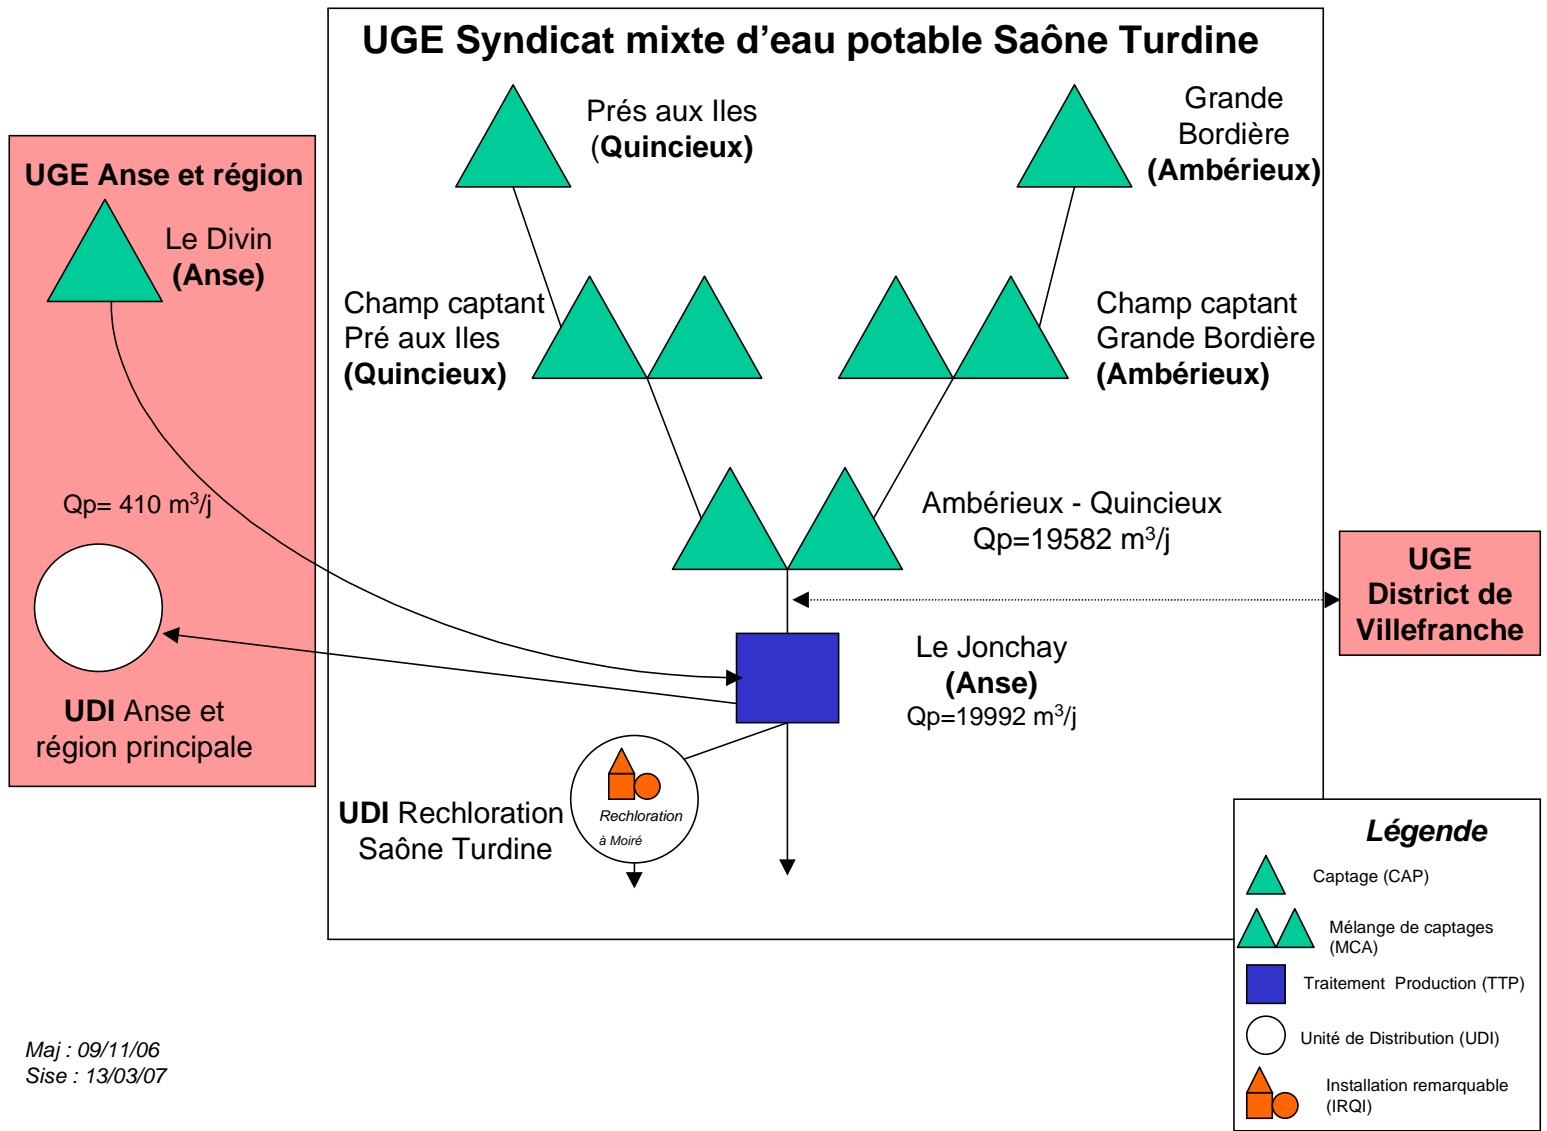 UGE Syndicat mixte d’eau potable Saône Turdine
Prés aux Iles
(Quincieux)
Grande
Bordière
(Ambérieux)
UGE Anse et région
Le Divin
(Anse)
Champ captant
Pré aux Iles
(Quincieux)
Champ captant
Grande Bordière
(Ambérieux)
Qp= 410 m³/j
Ambérieux - Quincieux
Qp=19582 m³/j
UGE
District de
Villefranche
Le Jonchay
(Anse)
Qp=19992 m³/j
UDI Anse et
région principale
UDI Rechloration
Saône Turdine
Rechloration
à Moiré
Légende
Captage (CAP)
Mélange de captages
(MCA)
Traitement Production (TTP)
Unité de Distribution (UDI)
Installation remarquable
(IRQI)
Maj : 09/11/06
Sise : 13/03/07